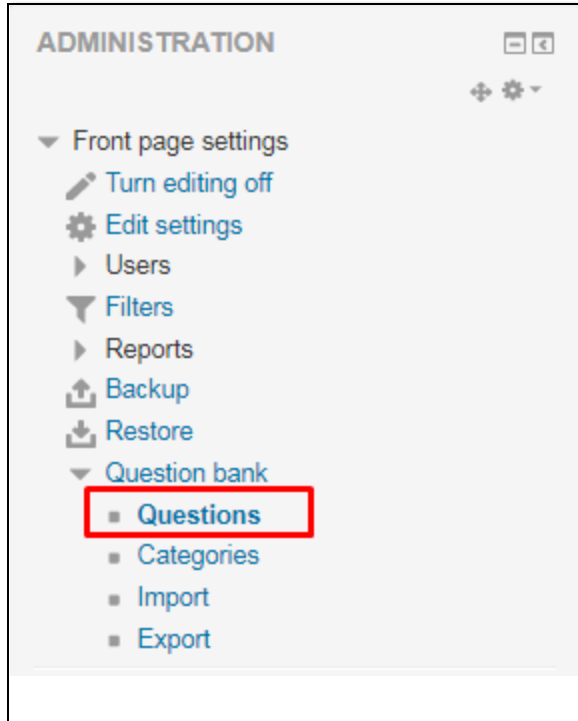 ADMINISTRATION
Front page settings
Turn editing off
Edit settings
Users
Filters
Reports
Backup
Restore
Question bank
Questions
Categories
Import
Export